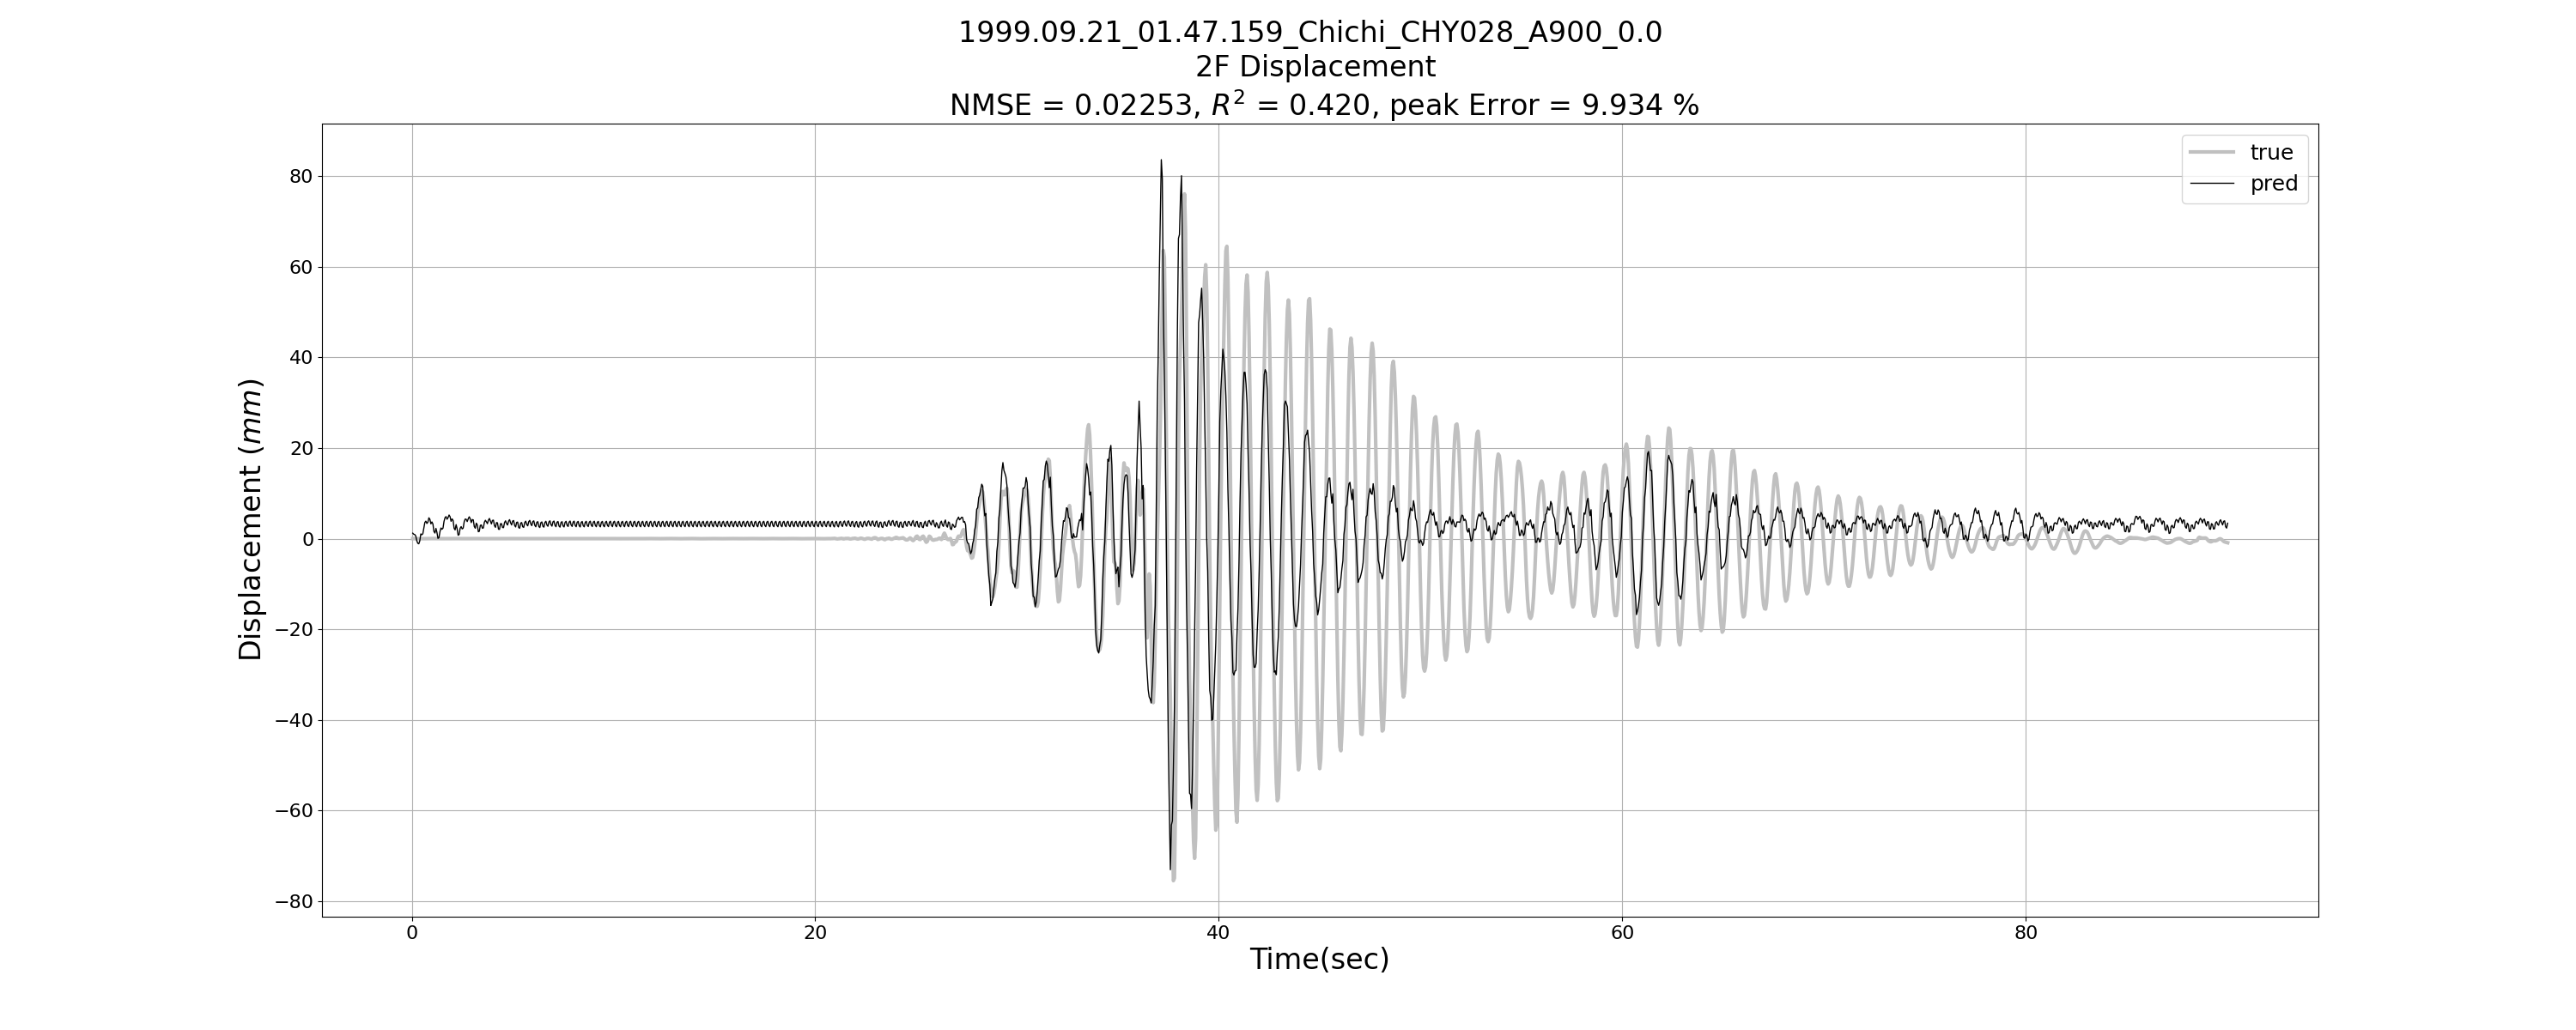 1999.09.21_01.47.159_Chichi_CHY028_A900_0.0
2F Displacement
NMSE = 0.02253, R² = 0.420, peak Error = 9.934 %
true
pred
Displacement (mm)
80
60
40
20
0
−20
−40
−60
−80
0
20
40
60
80
Time(sec)